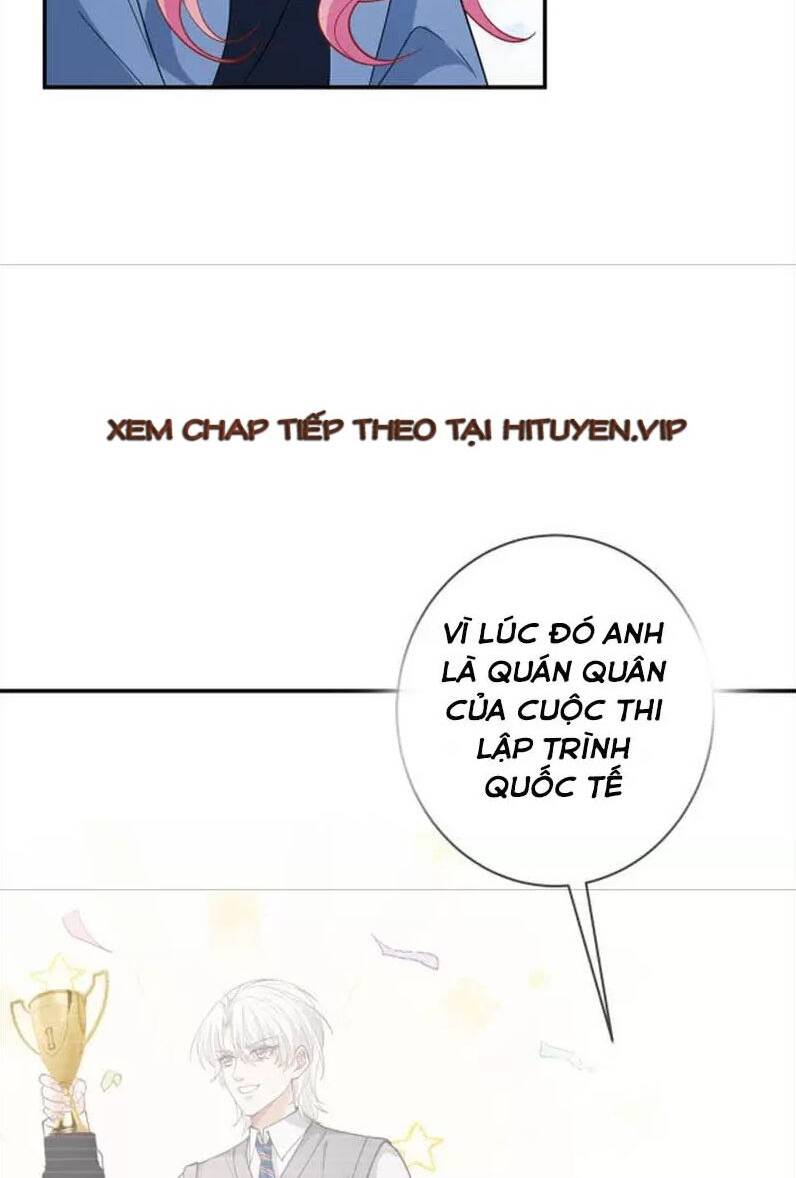 XEM CHAP TIẾP THEO TẠI HITUYEN.VIP
VÌ LÚC ĐÓ ANH
LÀ QUÁN QUÂN
CỦA CUỘC THI
LẬP TRÌNH
QUỐC TẾ